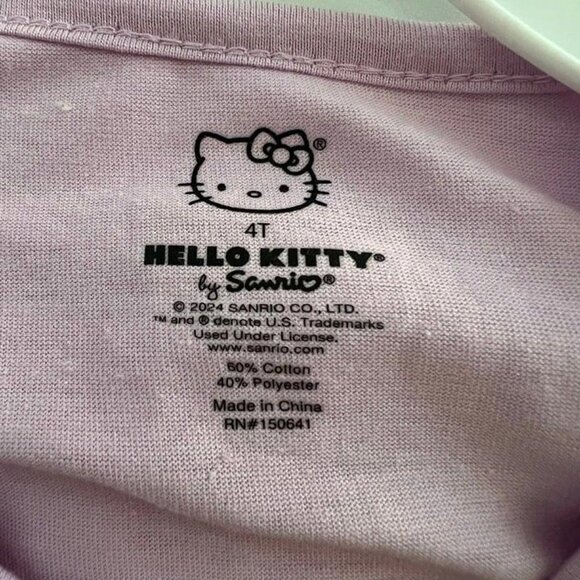 ®
4T
HELLO KITTY®
by Sanrio®
© 2024 SANRIO CO., LTD.
™ and ® denote U.S. Trademarks
Used Under License.
www.sanrio.com
60% Cotton
40% Polyester
Made in China
RN#150641